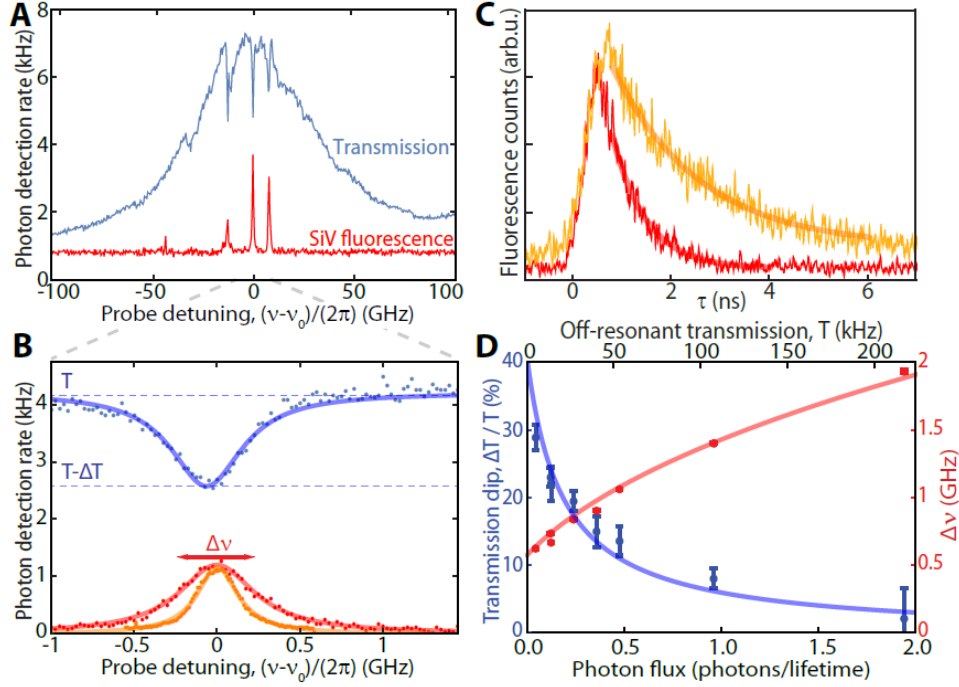 A
Photon detection rate (kHz)
8
6
4
2
0
Transmission
SiV fluorescence
-100
-50
0
50
100
Probe detuning, (ν-ν₀)/(2π) (GHz)
C
Fluorescence counts (arb.u.)
0
2
4
6
τ (ns)
B
Photon detection rate (kHz)
4
3
2
1
0
T
T-ΔT
Δν
-1
-0.5
0
0.5
1
Probe detuning, (ν-ν₀)/(2π) (GHz)
D
Off-resonant transmission, T (kHz)
0
50
100
150
200
Transmission dip, ΔT / T (%)
40
30
20
10
0
Δν (GHz)
2
1.5
1
0.5
0
0
0.5
1.0
1.5
2.0
Photon flux (photons/lifetime)